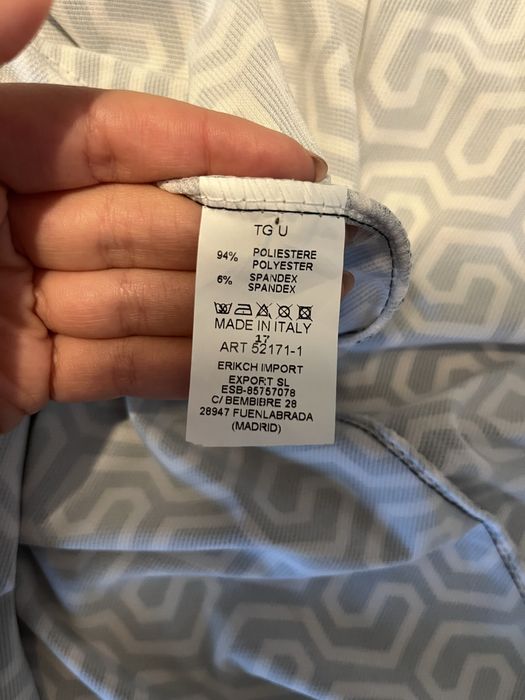 TG U
94% POLIESTERE
POLYESTER
6% SPANDEX
SPANDEX
MADE IN ITALY
17
ART 52171-1
ERIKCH IMPORT
EXPORT SL
ESB-85757078
C/ BEMBIBRE 28
28947 FUENLABRADA
(MADRID)